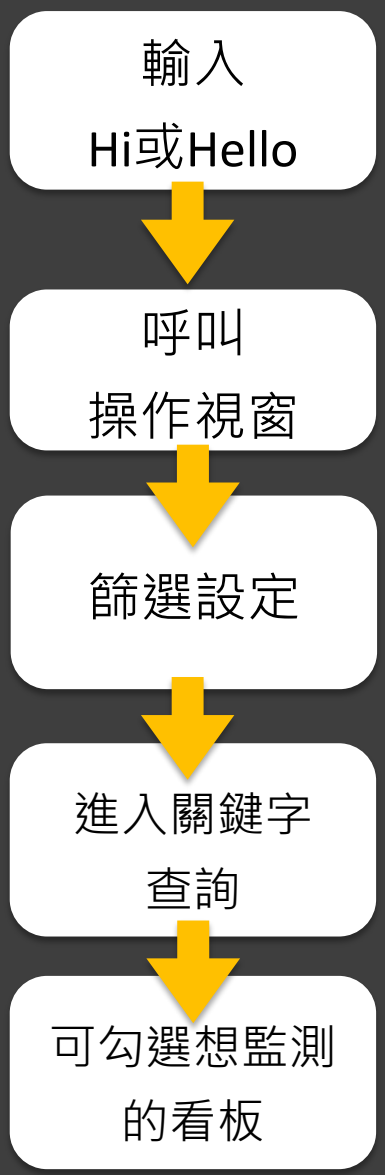 輸入
Hi或Hello
呼叫
操作視窗
篩選設定
進入關鍵字
查詢
可勾選想監測
的看板